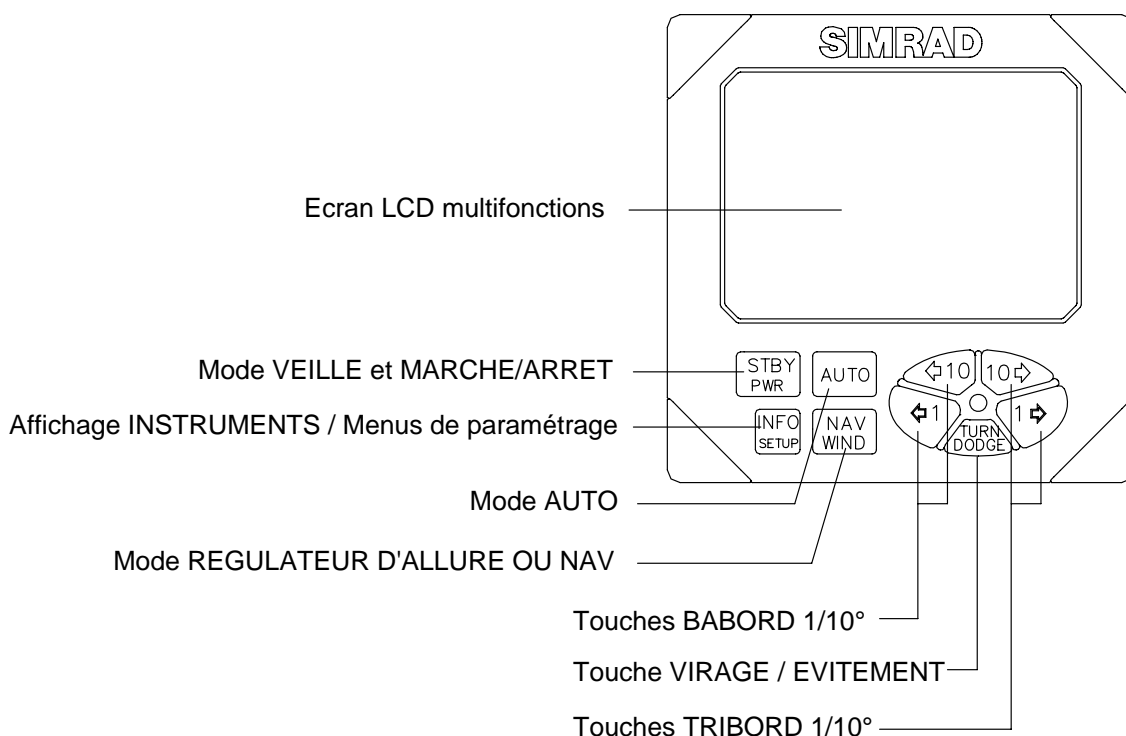 SIMRAD
Ecran LCD multifonctions
Mode VEILLE et MARCHE/ARRET
STBY
PWR
AUTO
⇦10
10⇨
Affichage INSTRUMENTS / Menus de paramétrage
INFO
SETUP
NAV
WIND
⇦1
1⇨
TURN
DODGE
Mode AUTO
Mode REGULATEUR D'ALLURE OU NAV
Touches BABORD 1/10°
Touche VIRAGE / EVITEMENT
Touches TRIBORD 1/10°